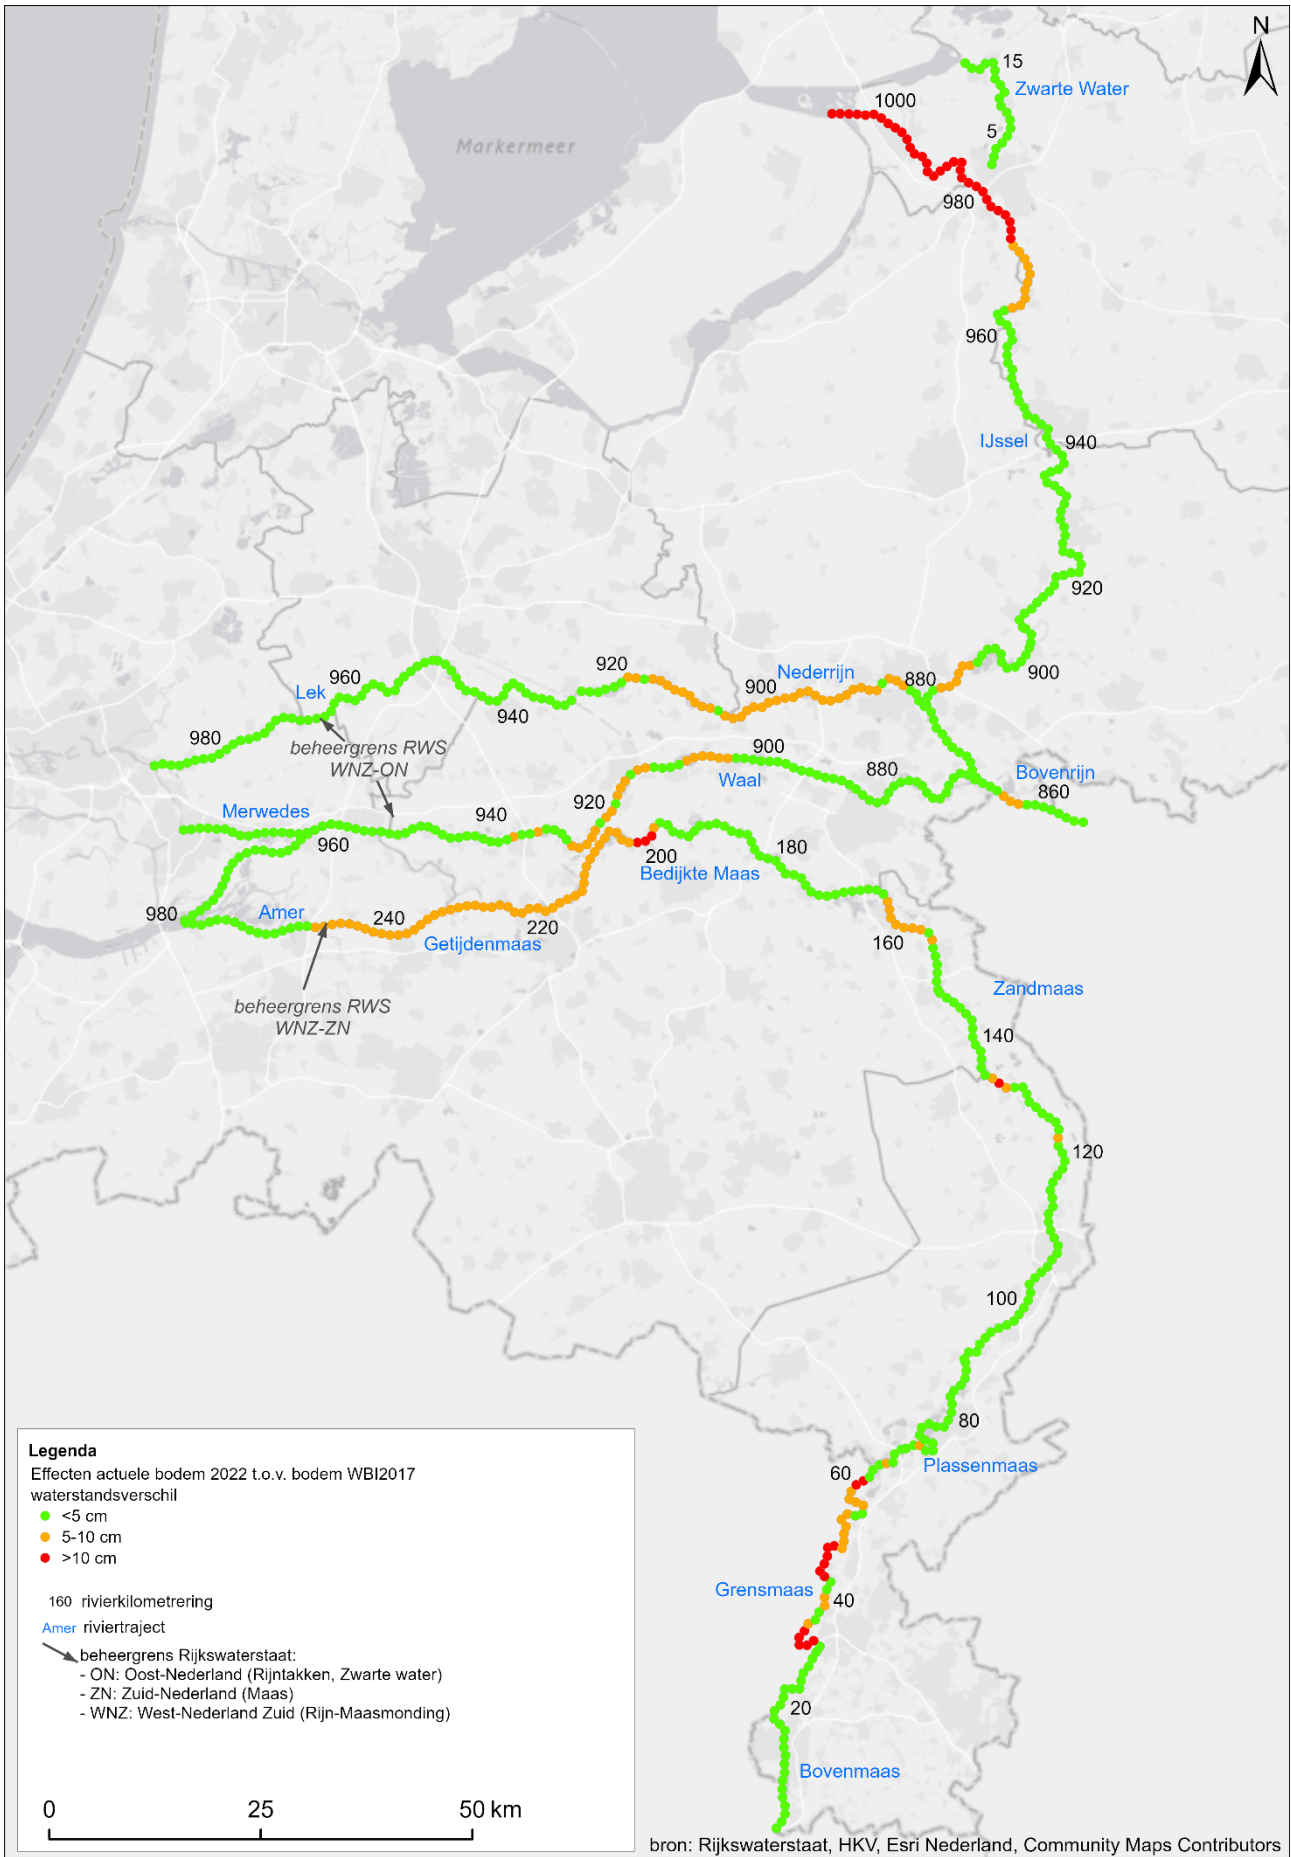 N
15
Zwarte Water
1000
5
Markermeer
980
960
IJssel
940
920
900
920
Nederrijn
880
960
Lek
900
940
980
beheergrens RWS
WNZ-ON
900
Waal
880
Bovenrijn
860
Merwedes
940
920
960
200
180
Bedijkte Maas
980
Amer
240
220
Getijdenmaas
160
beheergrens RWS
WNZ-ZN
Zandmaas
140
120
100
80
Plassenmaas
60
Grensmaas
40
20
Bovenmaas
Legenda
Effecten actuele bodem 2022 t.o.v. bodem WBI2017
waterstandsverschil
<5 cm
5-10 cm
>10 cm
160 rivierkilometrering
Amer riviertraject
beheergrens Rijkswaterstaat:
- ON: Oost-Nederland (Rijntakken, Zwarte water)
- ZN: Zuid-Nederland (Maas)
- WNZ: West-Nederland Zuid (Rijn-Maasmonding)
0 25 50 km
bron: Rijkswaterstaat, HKV, Esri Nederland, Community Maps Contributors